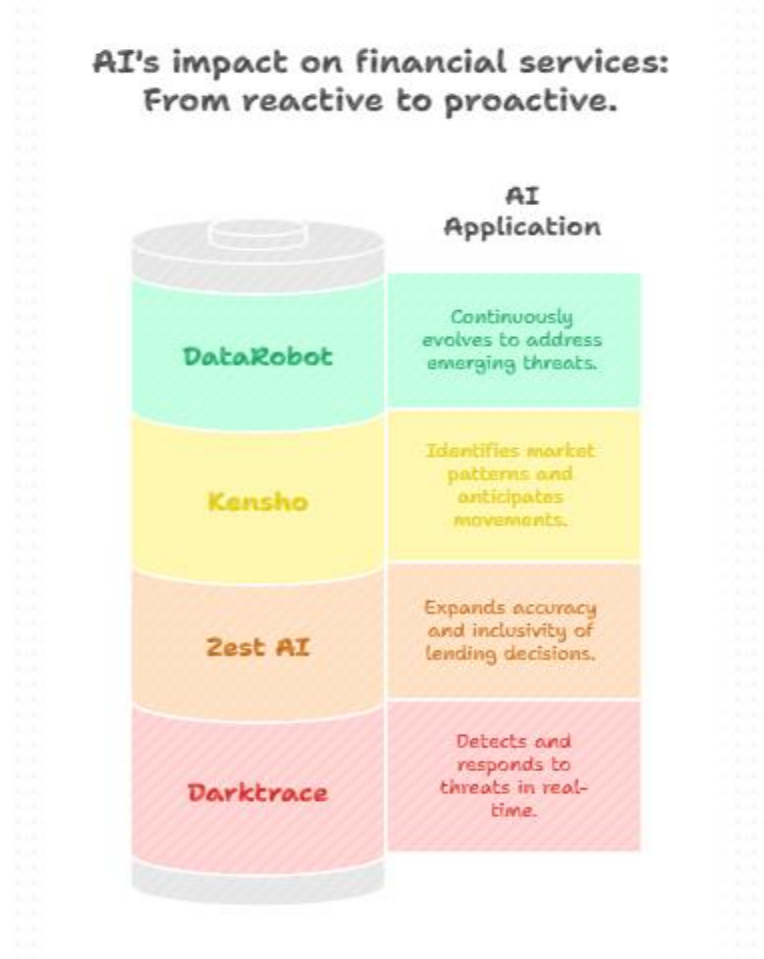 AI's impact on financial services:
From reactive to proactive.
AI
Application
DataRobot
Continuously
evolves to address
emerging threats.
Kensho
Identifies market
patterns and
anticipates
movements.
Zest AI
Expands accuracy
and inclusivity of
lending decisions.
Darktrace
Detects and
responds to
threats in real-
time.